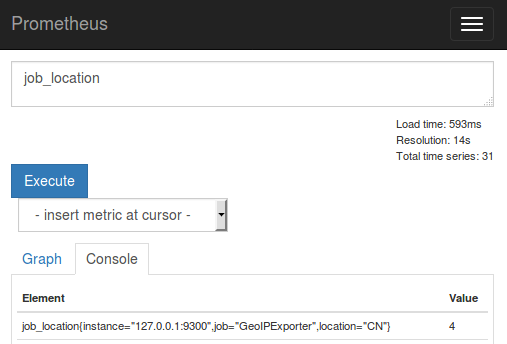 Prometheus
job_location
Load time: 593ms
Resolution: 14s
Total time series: 31
Execute
- insert metric at cursor -
Graph Console
Element Value
job_location{instance="127.0.0.1:9300",job="GeoIPExporter",location="CN"} 4